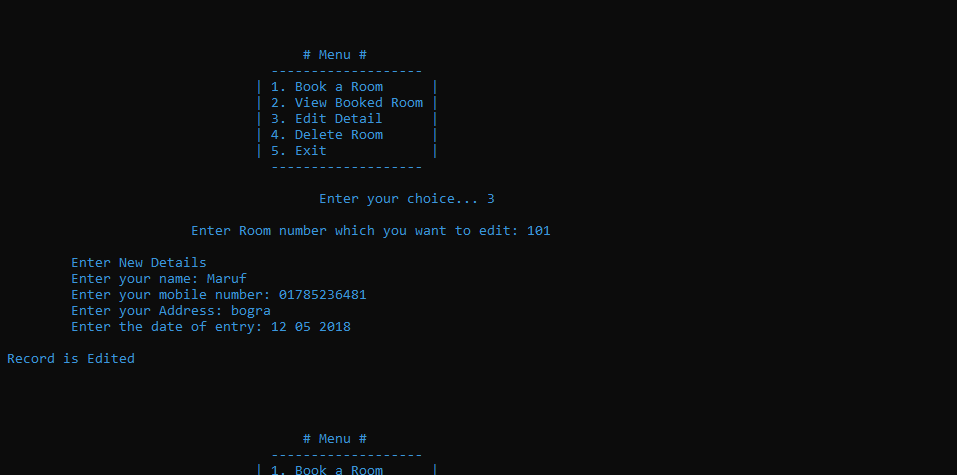 # Menu #
-------------------
| 1. Book a Room      |
| 2. View Booked Room |
| 3. Edit Detail      |
| 4. Delete Room      |
| 5. Exit             |
-------------------
Enter your choice... 3
Enter Room number which you want to edit: 101
Enter New Details
Enter your name: Maruf
Enter your mobile number: 01785236481
Enter your Address: bogra
Enter the date of entry: 12 05 2018
Record is Edited
# Menu #
-------------------
| 1. Book a Room      |